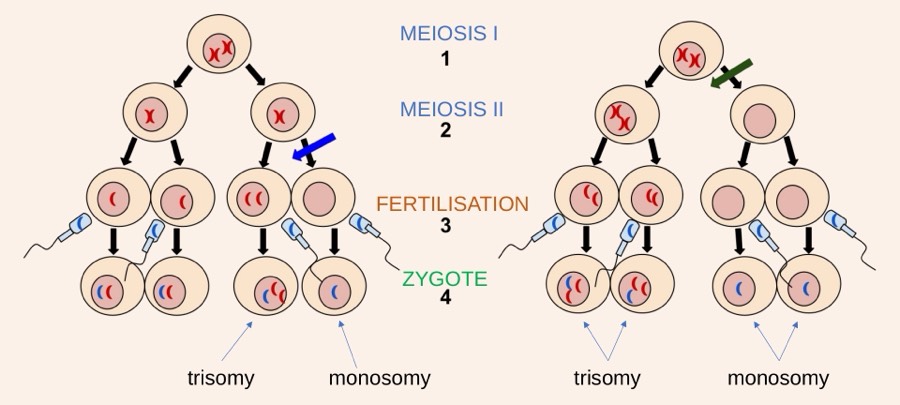 MEIOSIS I
1
MEIOSIS II
2
FERTILISATION
3
ZYGOTE
4
trisomy
monosomy
trisomy
monosomy